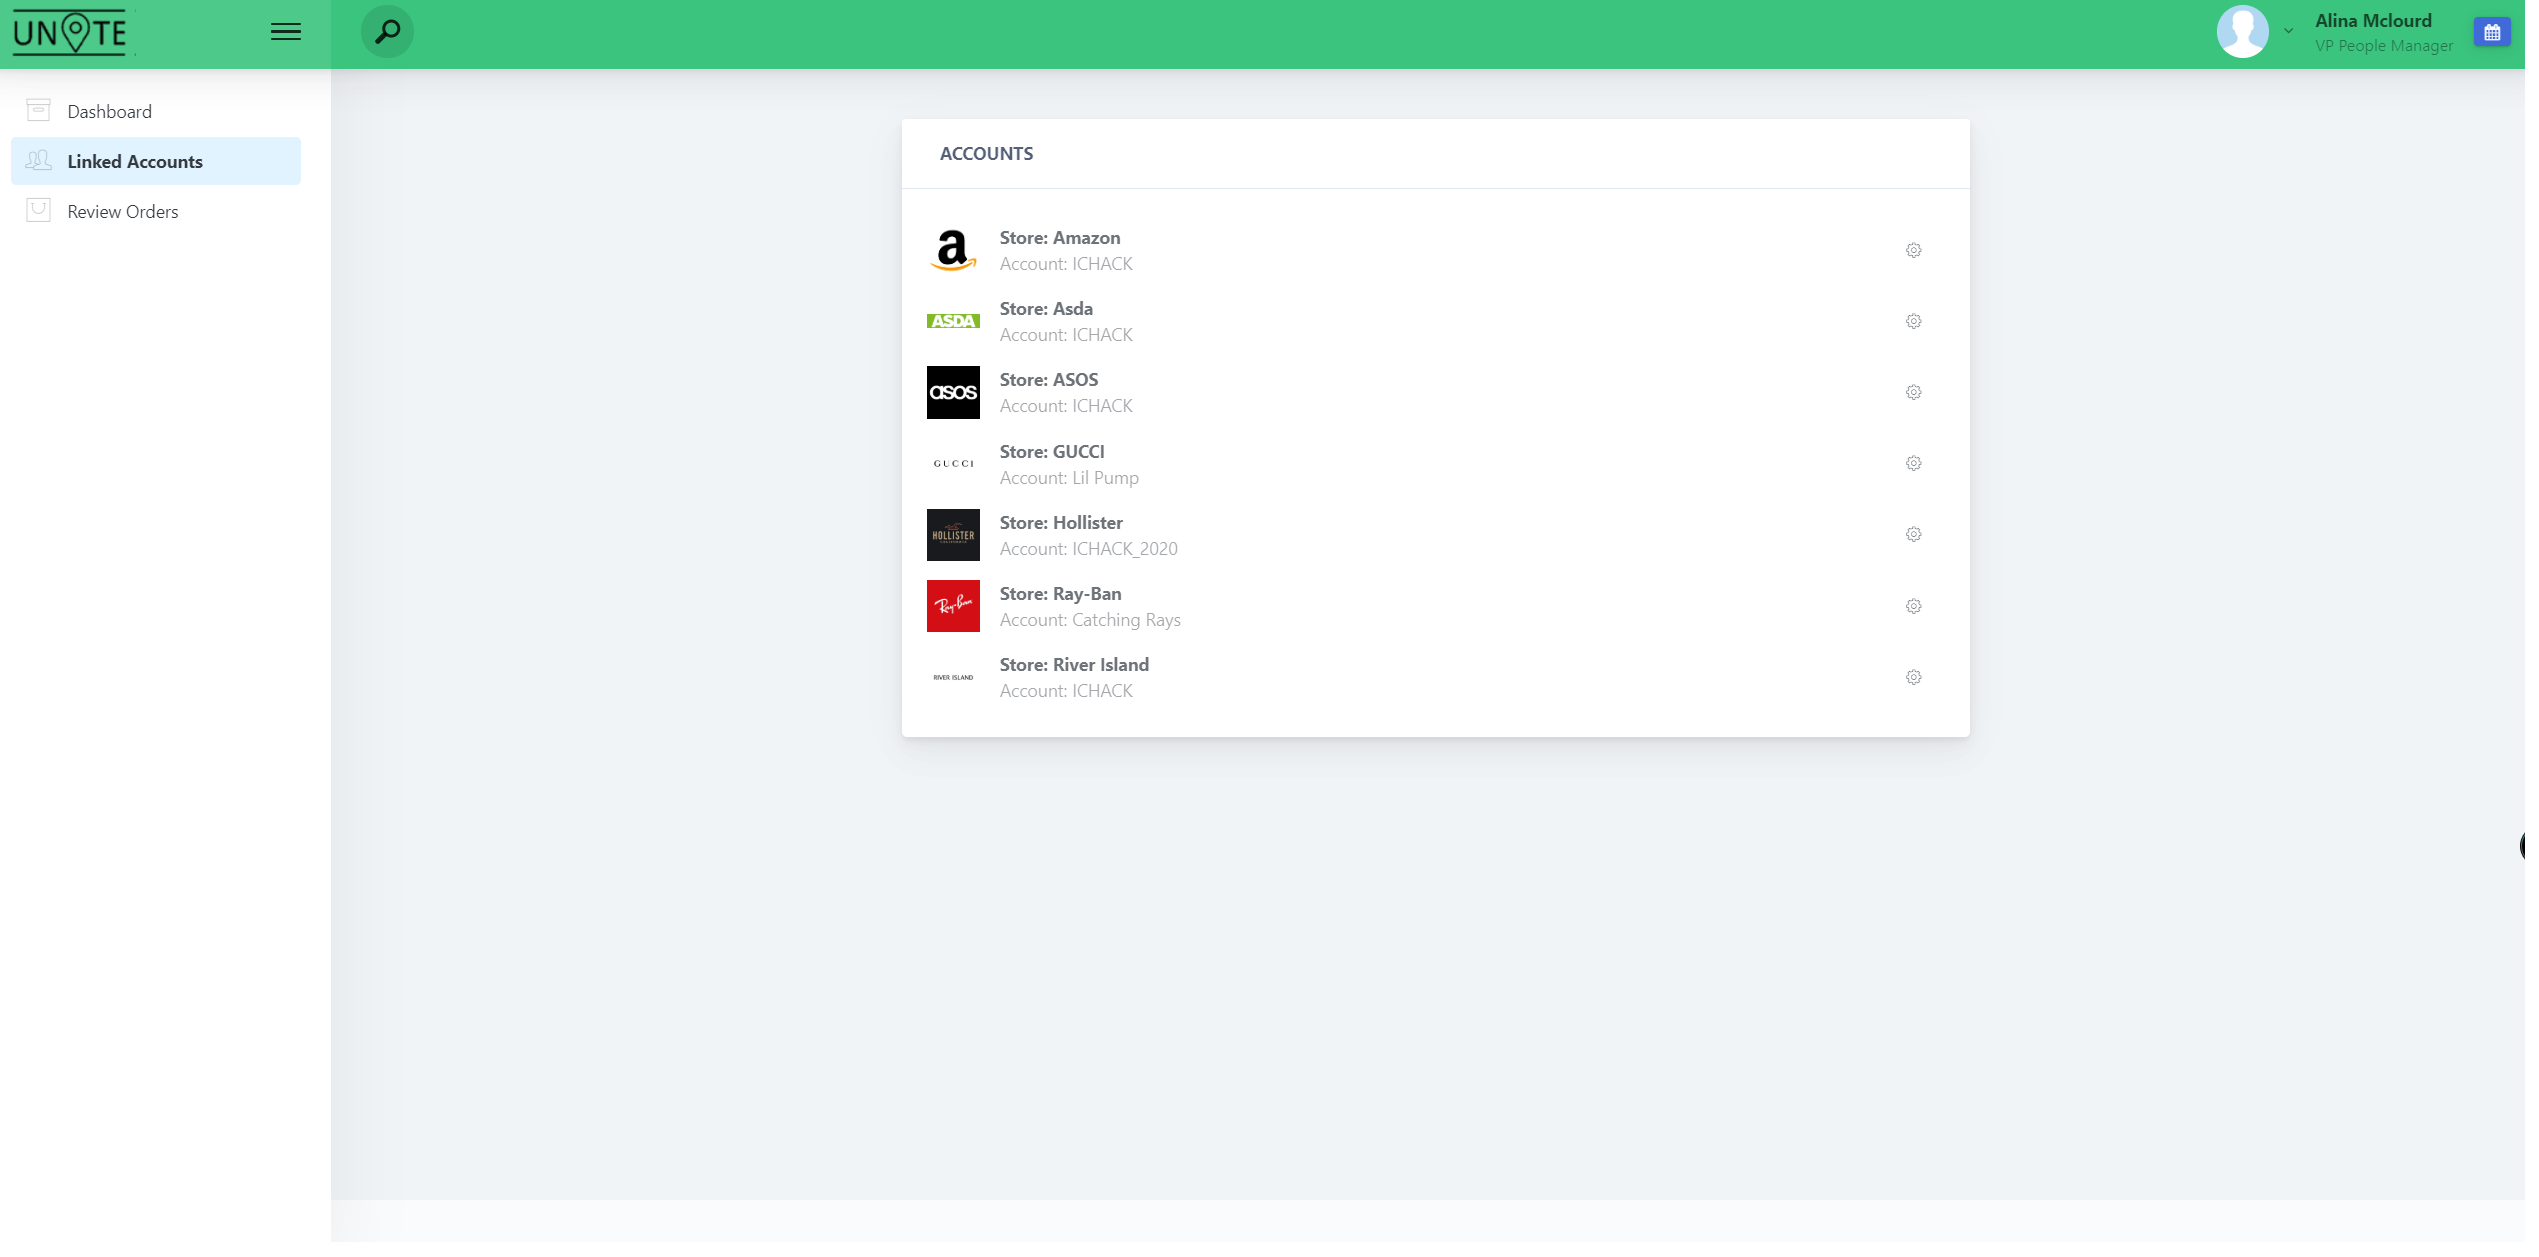 UNOTE
Alina Mclourd
VP People Manager
Dashboard
Linked Accounts
Review Orders
ACCOUNTS
a
Store: Amazon
Account: ICHACK
ASDA
Store: Asda
Account: ICHACK
asos
Store: ASOS
Account: ICHACK
GUCCI
Store: GUCCI
Account: Lil Pump
HOLLISTER
CALIFORNIA
Store: Hollister
Account: ICHACK_2020
Ray-Ban
Store: Ray-Ban
Account: Catching Rays
RIVER ISLAND
Store: River Island
Account: ICHACK